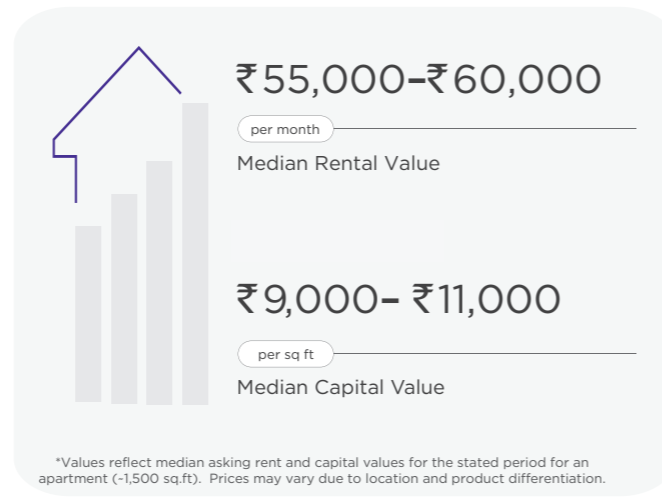 ₹55,000–₹60,000
per month
Median Rental Value
₹9,000– ₹11,000
per sq ft
Median Capital Value
*Values reflect median asking rent and capital values for the stated period for an
apartment (~1,500 sq.ft).  Prices may vary due to location and product differentiation.